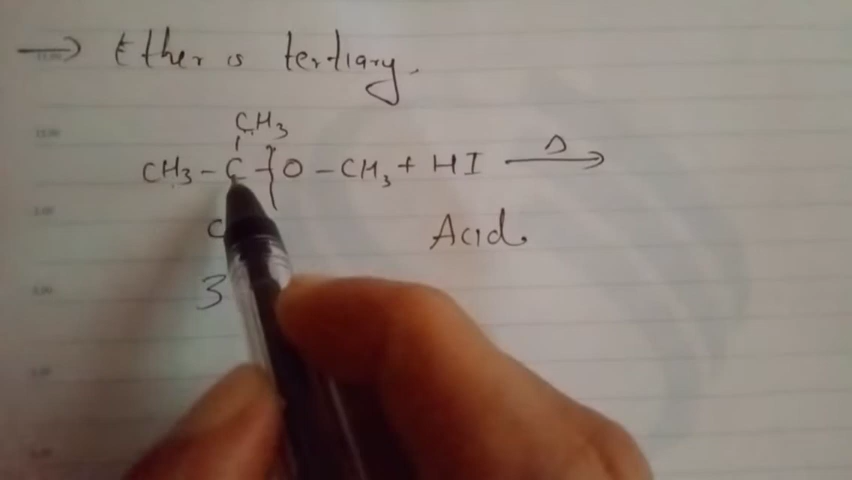 → Ether is tertiary.
CH3
CH3 - C - O - CH3 + HI Δ→
C Acid.
3